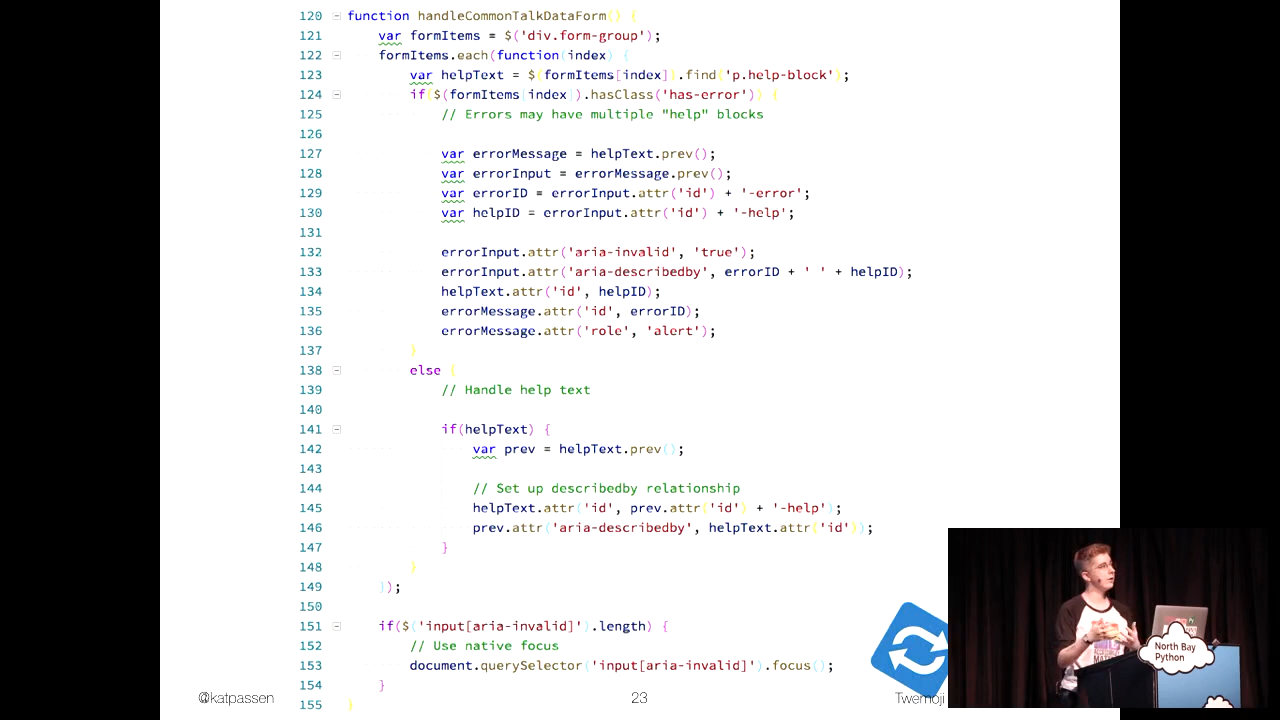 120 function handleCommonTalkDataForm() {
121 var formItems = $('div.form-group');
122 formItems.each(function(index) {
123 var helpText = $(formItems[index]).find('p.help-block');
124 if($(formItems[index]).hasClass('has-error')) {
125 // Errors may have multiple "help" blocks
126
127 var errorMessage = helpText.prev();
128 var errorInput = errorMessage.prev();
129 var errorID = errorInput.attr('id') + '-error';
130 var helpID = errorInput.attr('id') + '-help';
131
132 errorInput.attr('aria-invalid', 'true');
133 errorInput.attr('aria-describedby', errorID + ' ' + helpID);
134 helpText.attr('id', helpID);
135 errorMessage.attr('id', errorID);
136 errorMessage.attr('role', 'alert');
137 }
138 else {
139 // Handle help text
140
141 if(helpText) {
142 var prev = helpText.prev();
143
144 // Set up describedby relationship
145 helpText.attr('id', prev.attr('id') + '-help');
146 prev.attr('aria-describedby', helpText.attr('id'));
147 }
148 }
149 });
150
151 if($('input[aria-invalid]').length) {
152 // Use native focus
153 document.querySelector('input[aria-invalid]').focus();
154 }
155 }
@katpassen
23
Twemoji
North Bay
Python